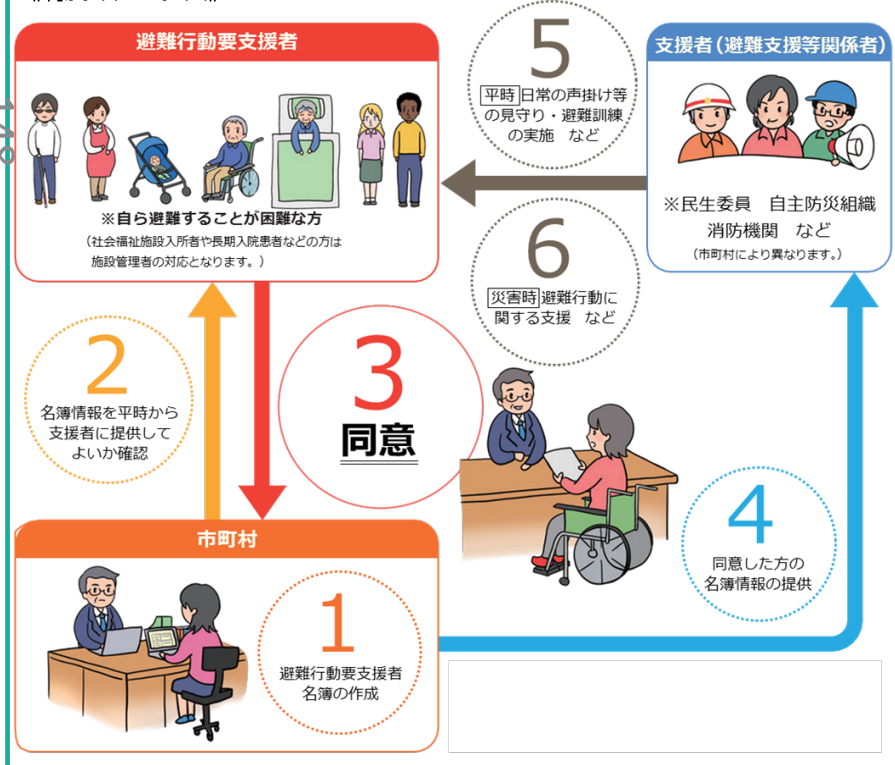 避難行動要支援者
※自ら避難することが困難な方
（社会福祉施設入所者や長期入院患者などの方は
施設管理者の対応となります。）
支援者（避難支援等関係者）
※民生委員　自主防災組織
消防機関　など
（市町村により異なります。）
5
平時 日常の声掛け等
の見守り・避難訓練
の実施　など
6
災害時 避難行動に
関する支援　など
2
名簿情報を平時から
支援者に提供して
よいか確認
3
同意
4
同意した方の
名簿情報の提供
市町村
1
避難行動要支援者
名簿の作成